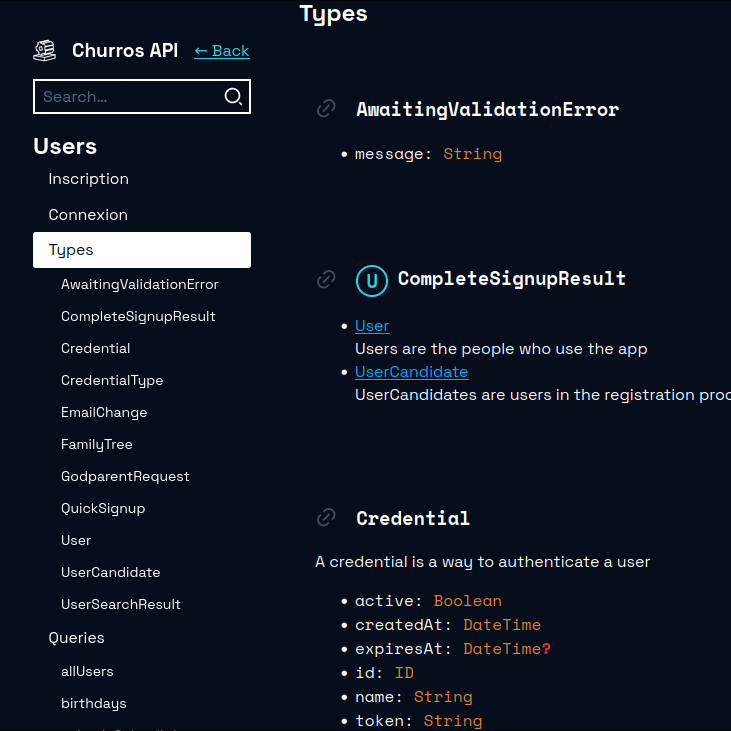 Churros API ← Back
Search...
Users
Inscription
Connexion
Types
AwaitingValidationError
CompleteSignupResult
Credential
CredentialType
EmailChange
FamilyTree
GodparentRequest
QuickSignup
User
UserCandidate
UserSearchResult
Queries
allUsers
birthdays
Types
AwaitingValidationError
• message: String
U CompleteSignupResult
• User
Users are the people who use the app
• UserCandidate
UserCandidates are users in the registration
Credential
A credential is a way to authenticate a user
• active: Boolean
• createdAt: DateTime
• expiresAt: DateTime?
• id: ID
• name: String
• token: String